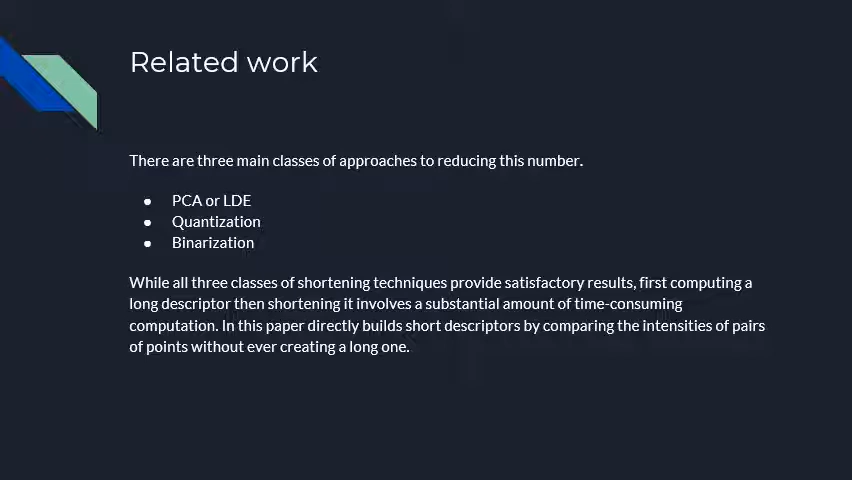 Related work
There are three main classes of approaches to reducing this number.
● PCA or LDE
● Quantization
● Binarization
While all three classes of shortening techniques provide satisfactory results, first computing a
long descriptor then shortening it involves a substantial amount of time-consuming
computation. In this paper directly builds short descriptors by comparing the intensities of pairs
of points without ever creating a long one.